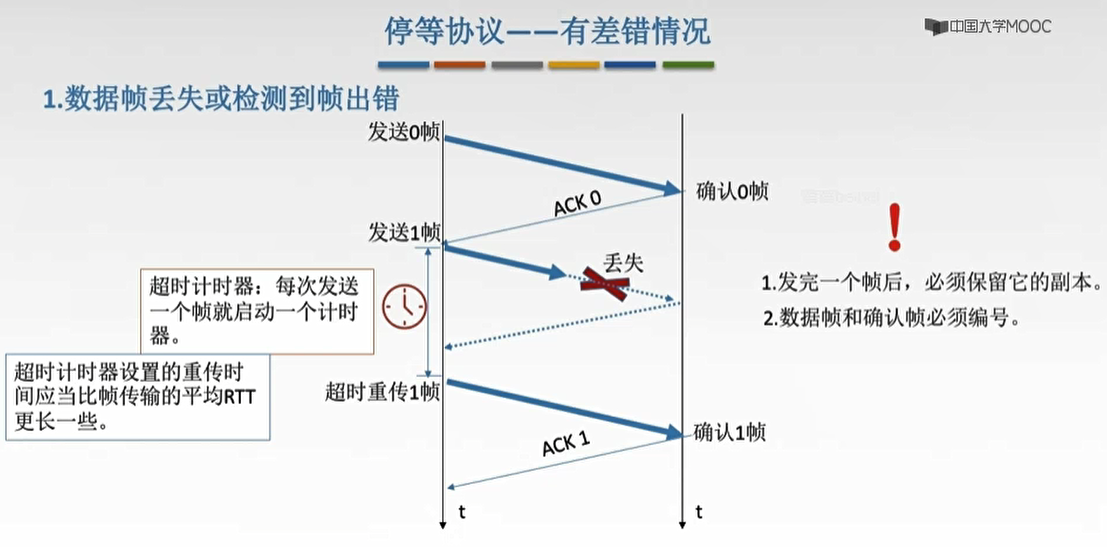 停等协议——有差错情况
中国大学MOOC
1.数据帧丢失或检测到帧出错
发送0帧
确认0帧
ACK 0
发送1帧
丢失
超时计时器：每次发送
一个帧就启动一个计时
器。
1.发完一个帧后，必须保留它的副本。
2.数据帧和确认帧必须编号。
超时计时器设置的重传时
间应当比帧传输的平均RTT
更长一些。
超时重传1帧
确认1帧
ACK 1
t
t